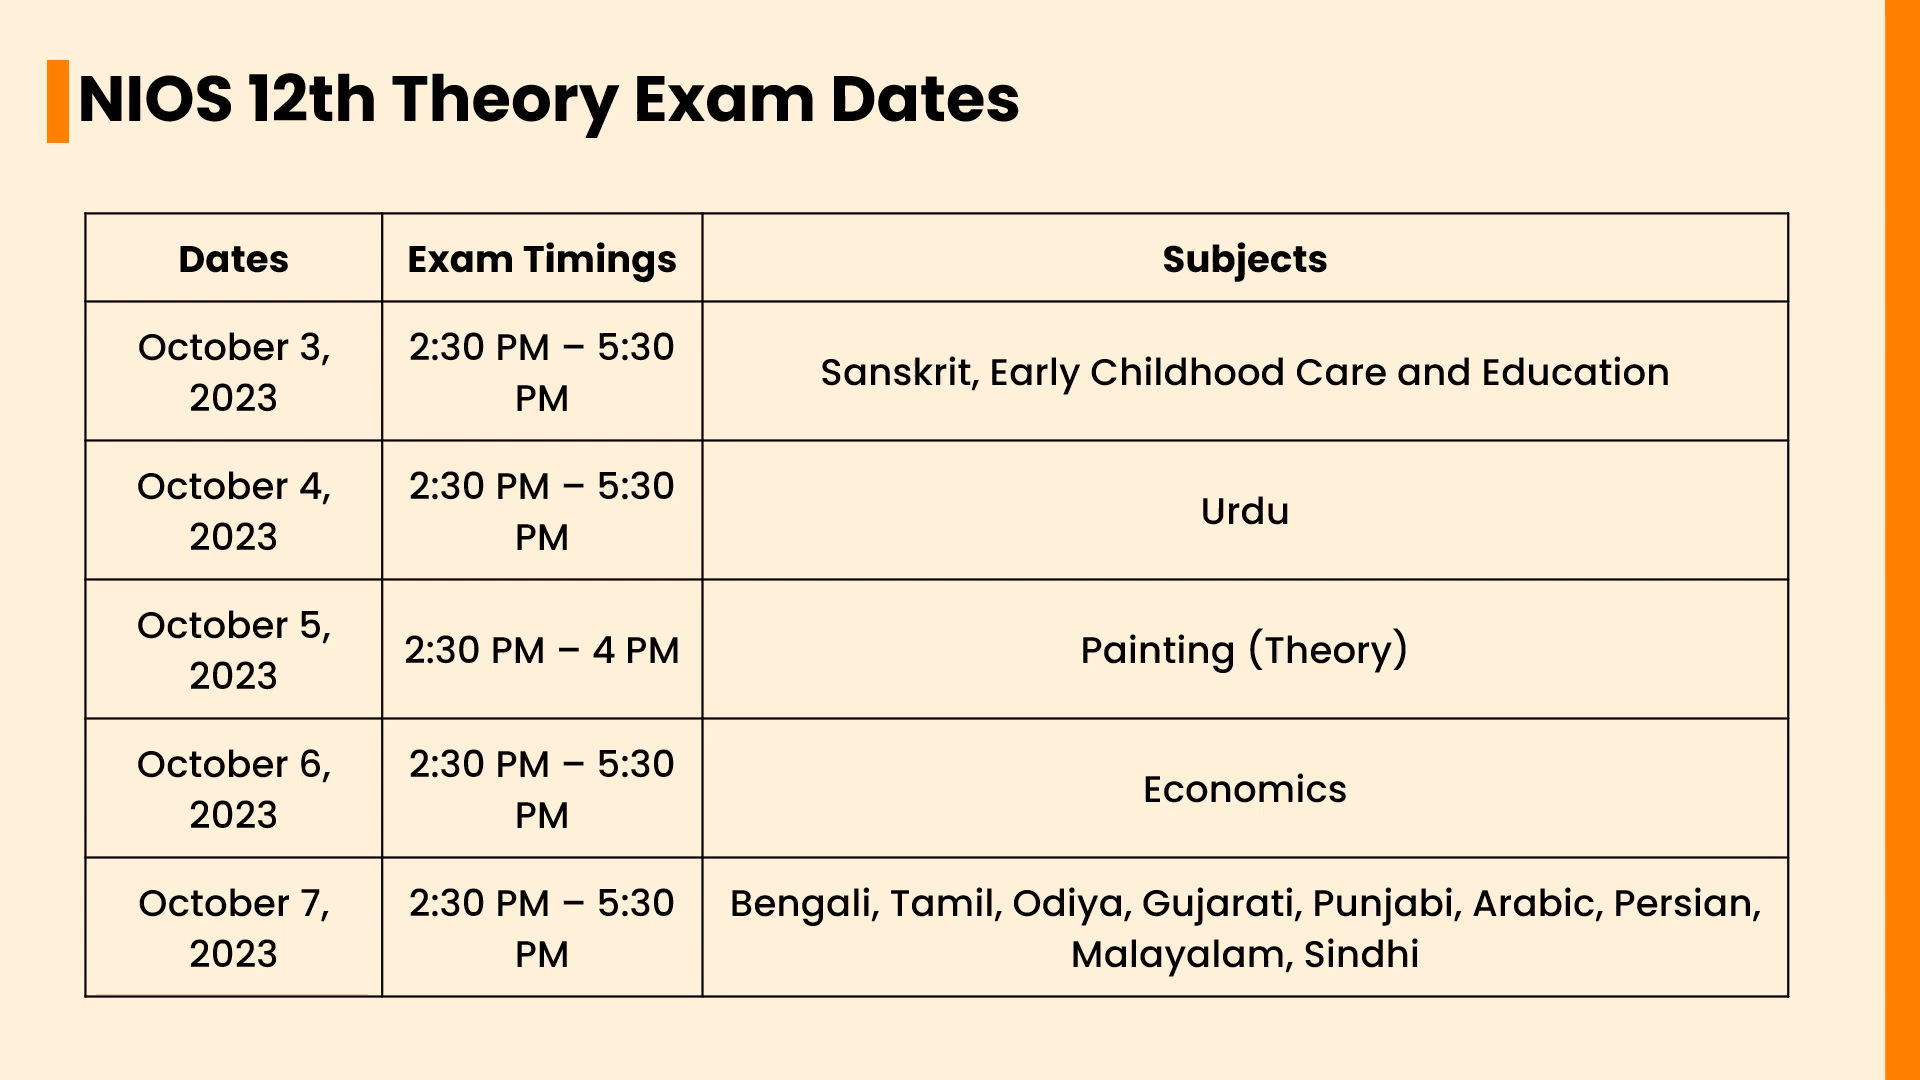 NIOS 12th Theory Exam Dates
Dates
Exam Timings
Subjects
October 3,
2023
2:30 PM – 5:30
PM
Sanskrit, Early Childhood Care and Education
October 4,
2023
2:30 PM – 5:30
PM
Urdu
October 5,
2023
2:30 PM – 4 PM
Painting (Theory)
October 6,
2023
2:30 PM – 5:30
PM
Economics
October 7,
2023
2:30 PM – 5:30
PM
Bengali, Tamil, Odiya, Gujarati, Punjabi, Arabic, Persian,
Malayalam, Sindhi